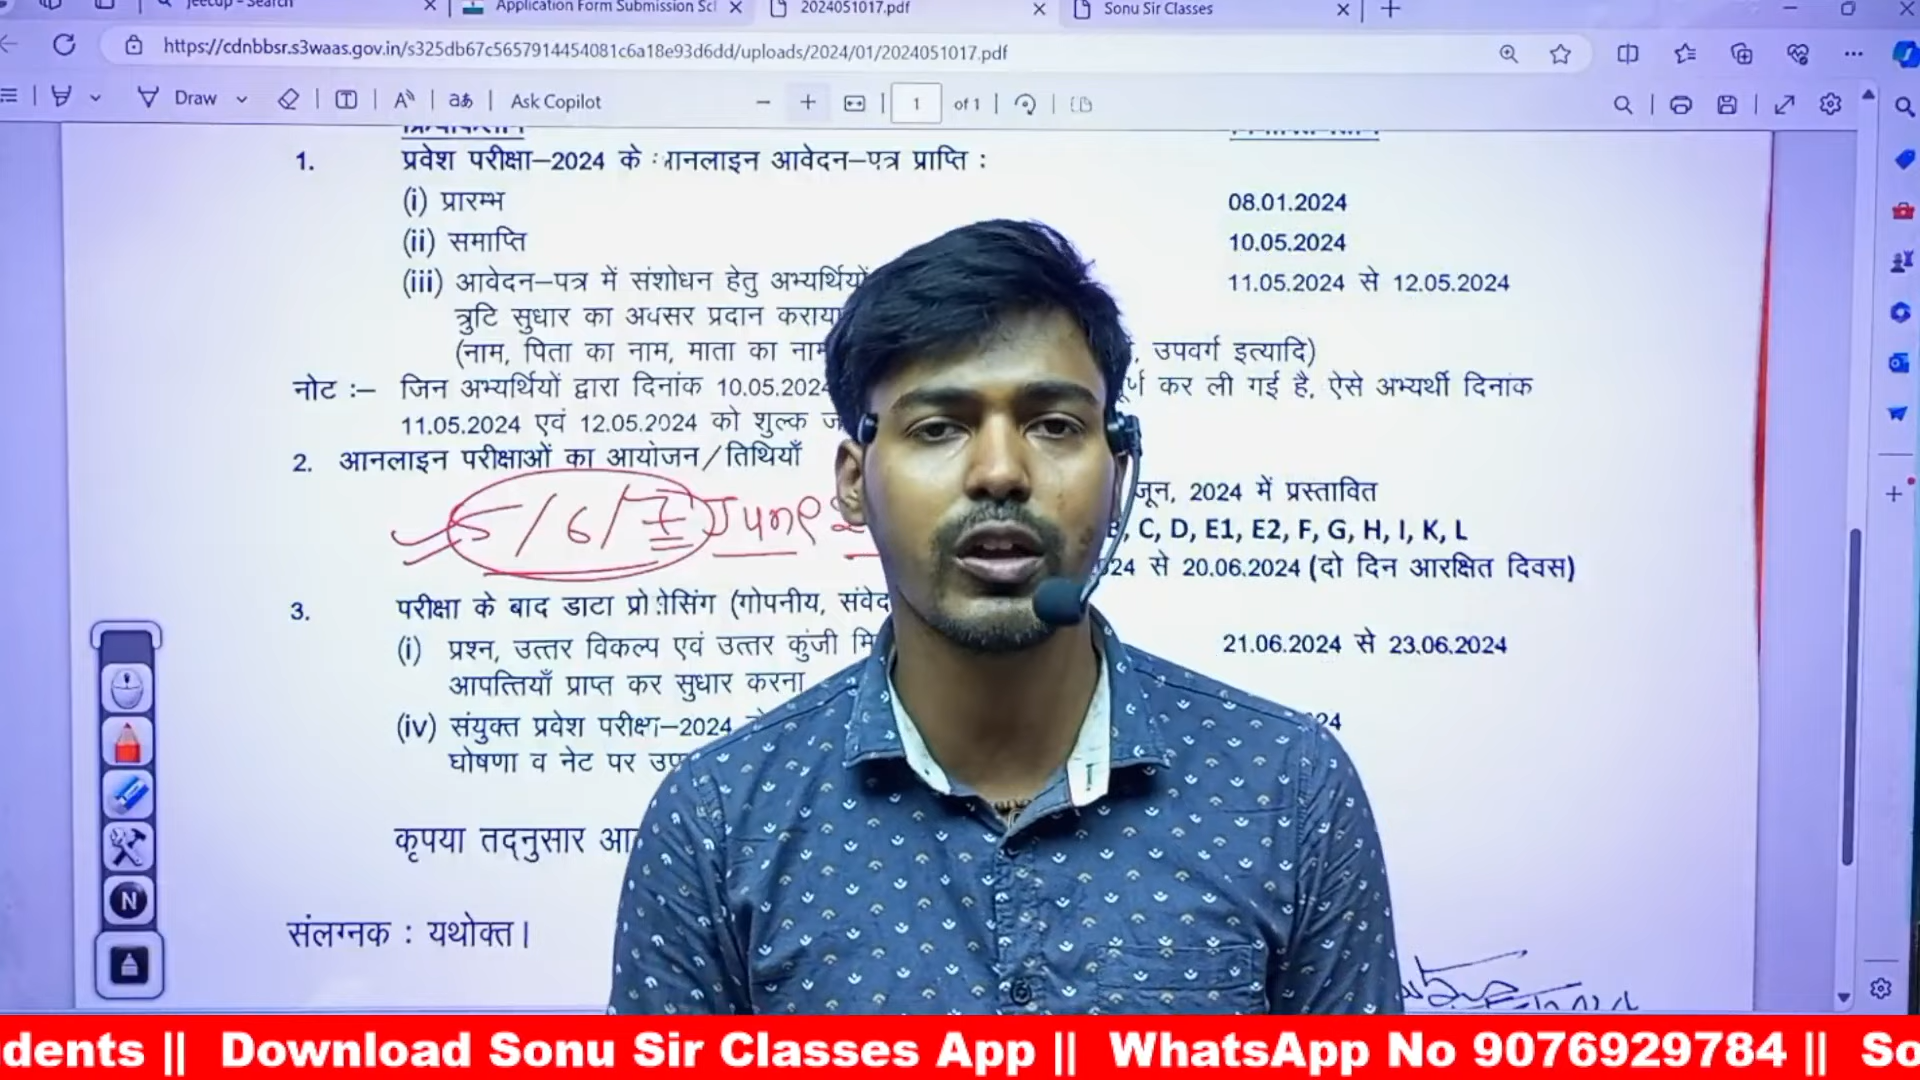 jeecup - Search
Application Form Submission Scl
2024051017.pdf
Sonu Sir Classes
https://cdnbbsr.s3waas.gov.in/s325db67c5657914454081c6a18e93d6dd/uploads/2024/01/2024051017.pdf
Draw
Ask Copilot
1 of 1
1. प्रवेश परीक्षा–2024 के आनलाइन आवेदन–पत्र प्राप्ति :
(i) प्रारम्भ 08.01.2024
(ii) समाप्ति 10.05.2024
(iii) आवेदन–पत्र में संशोधन हेतु अभ्यर्थियों 11.05.2024 से 12.05.2024
त्रुटि सुधार का अवसर प्रदान कराया
(नाम, पिता का नाम, माता का नाम , उपवर्ग इत्यादि)
नोट :– जिन अभ्यर्थियों द्वारा दिनांक 10.05.2024 कर ली गई है, ऐसे अभ्यर्थी दिनांक
11.05.2024 एवं 12.05.2024 को शुल्क
2. आनलाइन परीक्षाओं का आयोजन/तिथियाँ
जून, 2024 में प्रस्तावित
5/6/7 June
, C, D, E1, E2, F, G, H, I, K, L
से 20.06.2024 (दो दिन आरक्षित दिवस)
3. परीक्षा के बाद डाटा प्रोसेसिंग (गोपनीय,
(i) प्रश्न, उत्तर विकल्प एवं उत्तर कुंजी 21.06.2024 से 23.06.2024
आपत्तियाँ प्राप्त कर सुधार करना
(iv) संयुक्त प्रवेश परीक्षा–2024
घोषणा व नेट पर
कृपया तद्नुसार
संलग्नक : यथोक्त।
N
dents || Download Sonu Sir Classes App || WhatsApp No 9076929784 || So